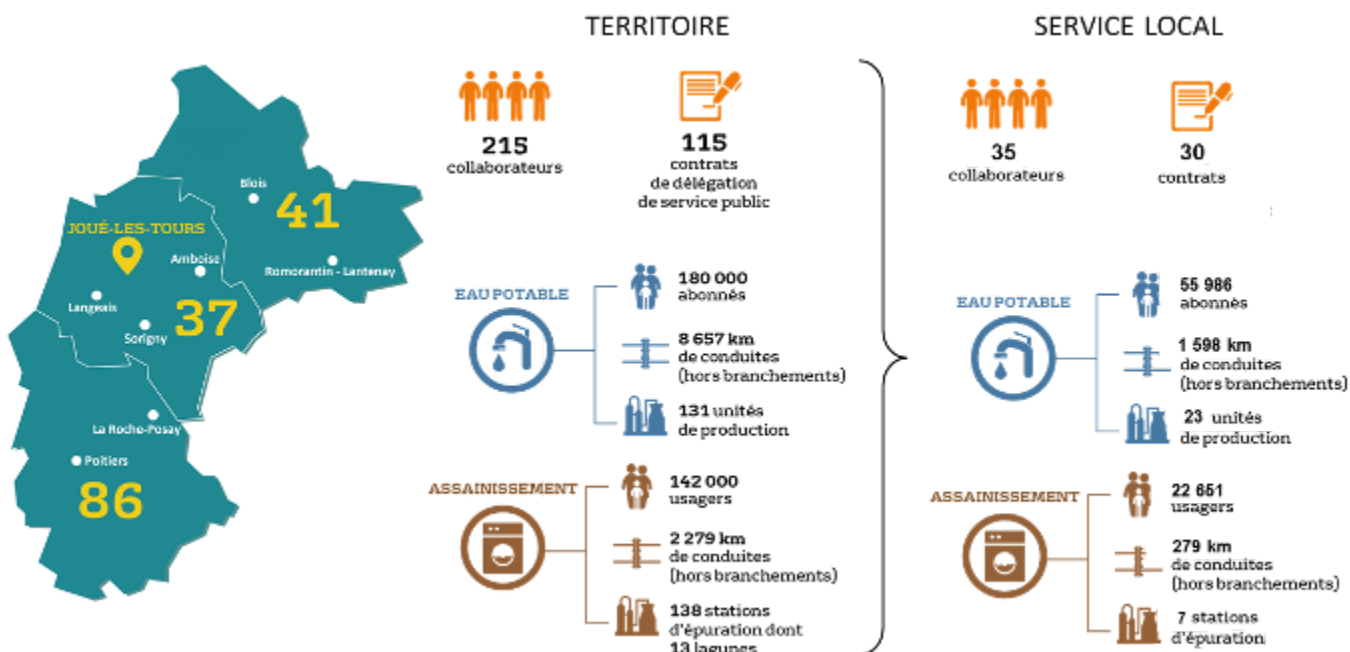 TERRITOIRE
SERVICE LOCAL
Blois
41
JOUÉ-LES-TOURS
Amboise
Romorantin - Lantenay
Langeais
37
Sorigny
La Roche-Posay
Poitiers
86
215
collaborateurs
115
contrats
de délégation
de service public
EAU POTABLE
180 000
abonnés
8 657 km
de conduites
(hors branchements)
131 unités
de production
ASSAINISSEMENT
142 000
usagers
2 279 km
de conduites
(hors branchements)
138 stations
d'épuration dont
13 lagunes
35
collaborateurs
30
contrats
EAU POTABLE
55 986
abonnés
1 598 km
de conduites
(hors branchements)
23 unités
de production
ASSAINISSEMENT
22 651
usagers
279 km
de conduites
(hors branchements)
7 stations
d'épuration